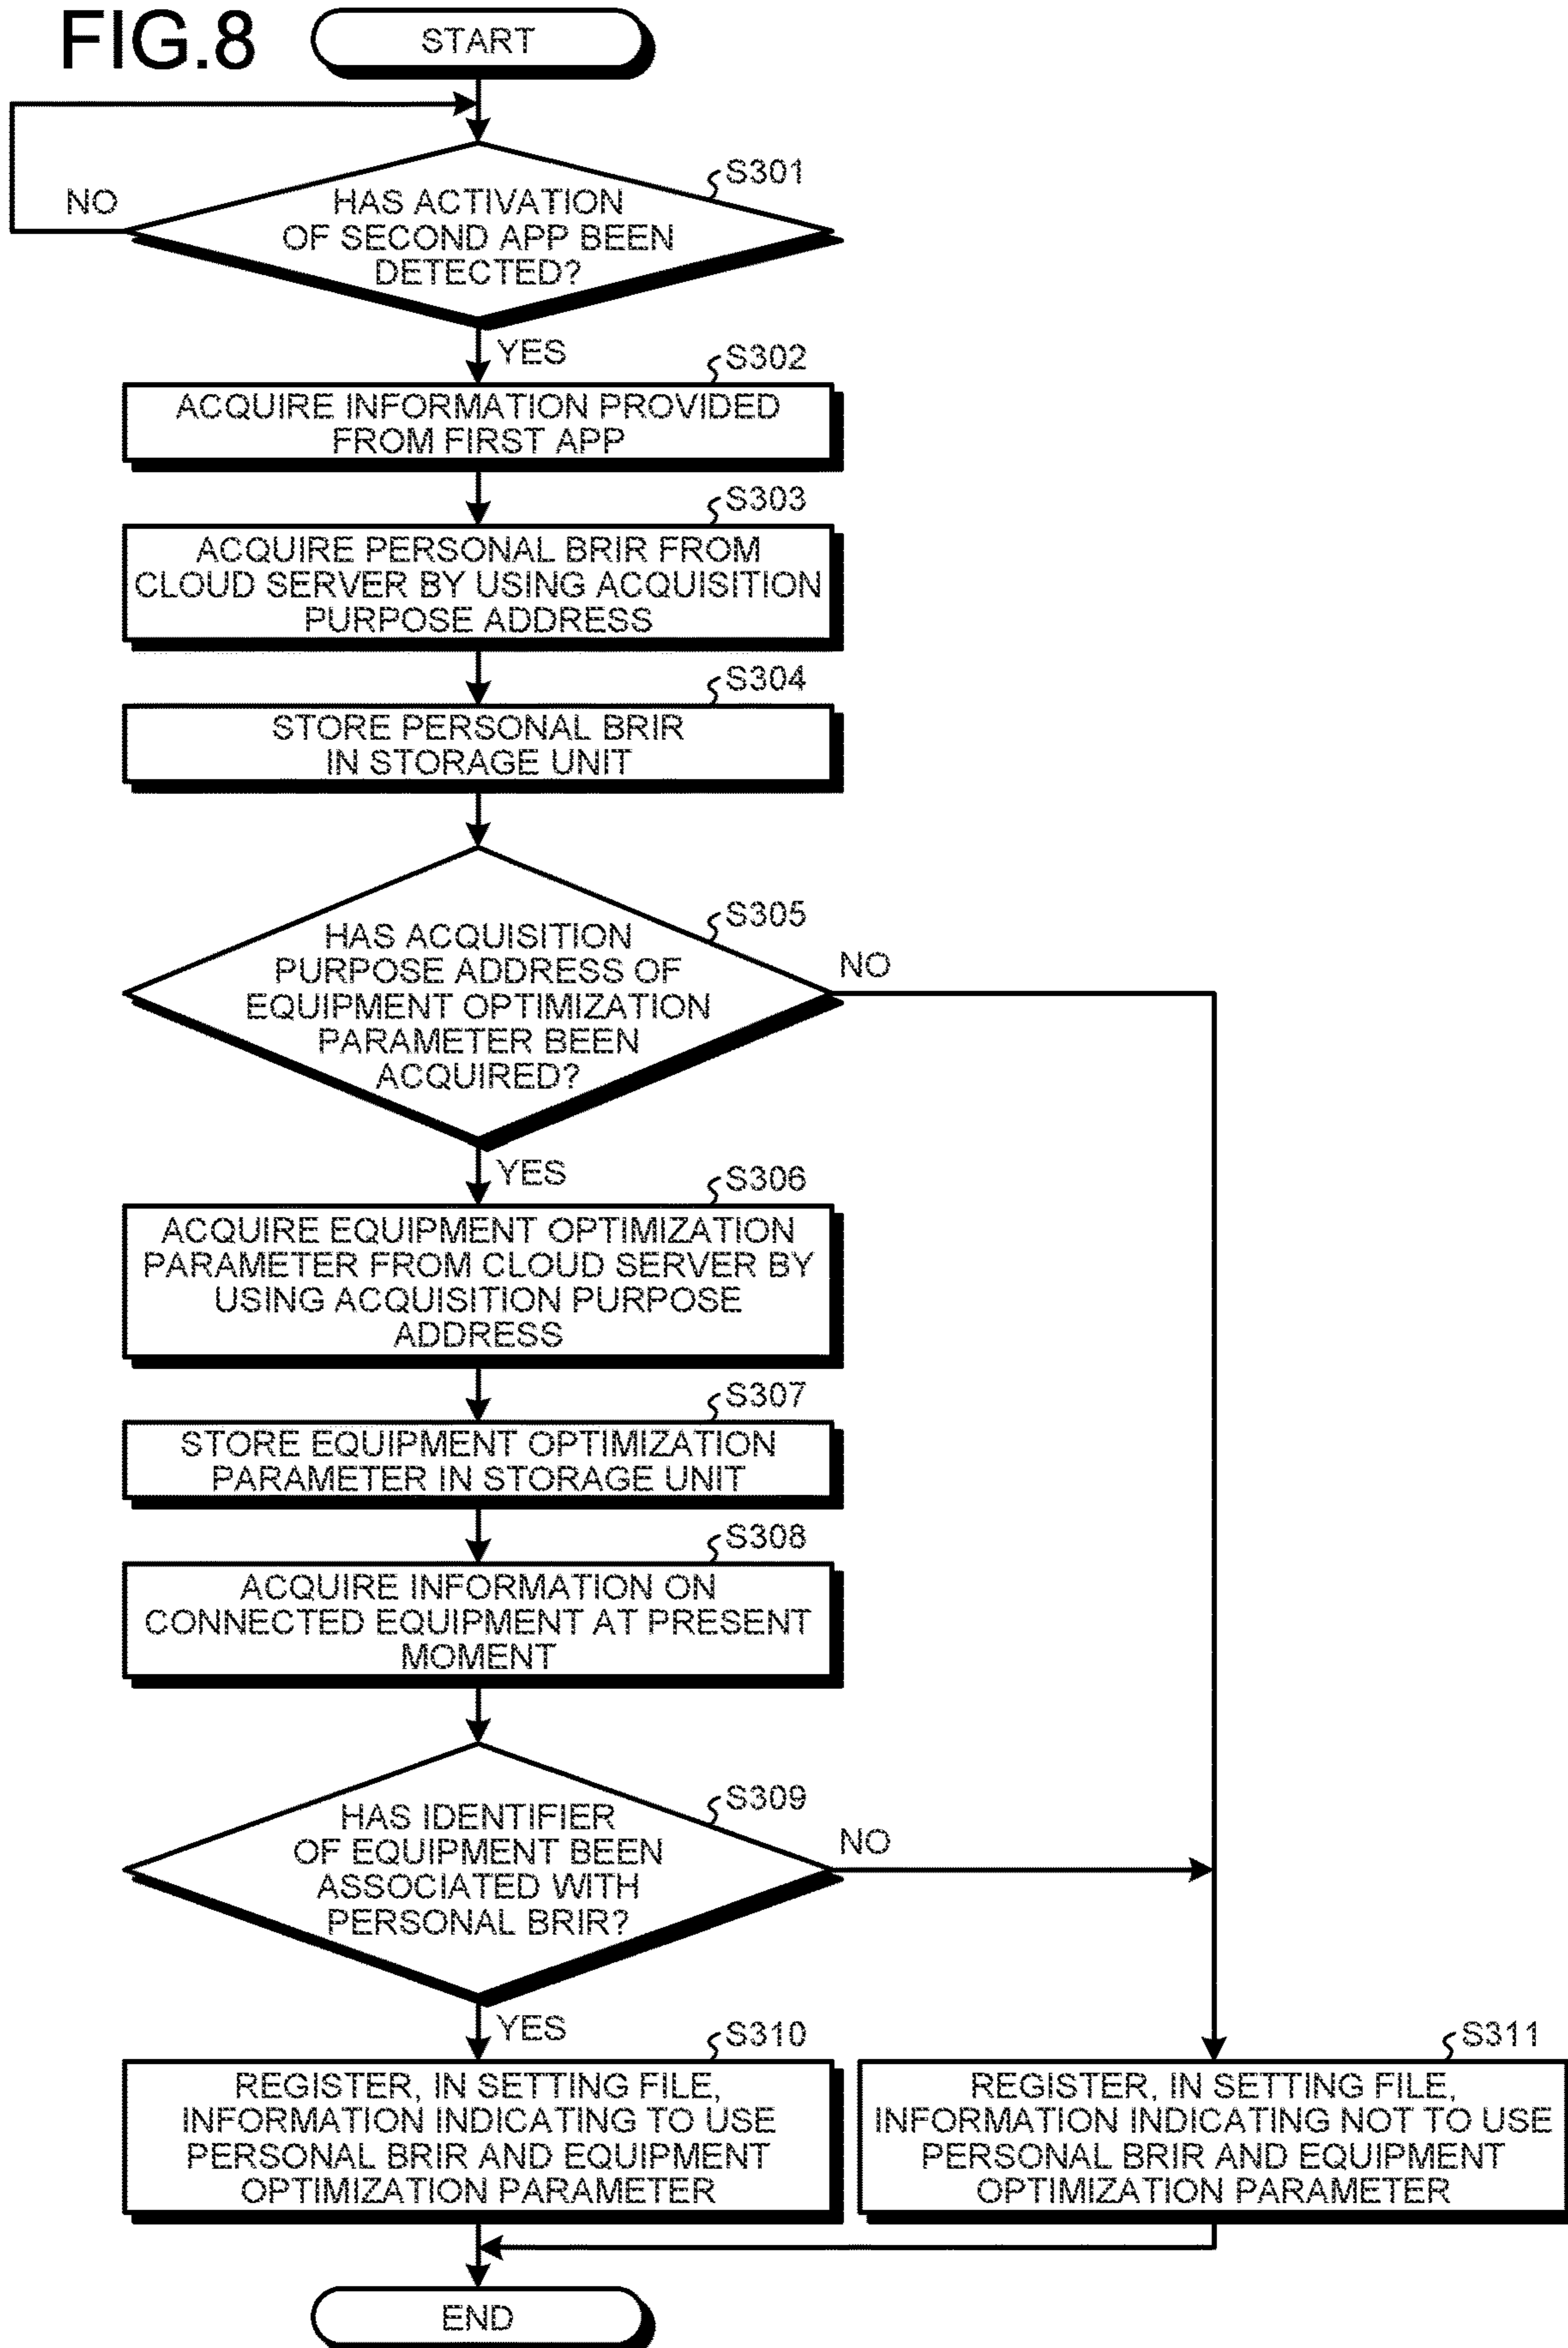 FIG.8
START
S301
NO
HAS ACTIVATION
OF SECOND APP BEEN
DETECTED?
YES
S302
ACQUIRE INFORMATION PROVIDED
FROM FIRST APP
S303
ACQUIRE PERSONAL BRIR FROM
CLOUD SERVER BY USING ACQUISITION
PURPOSE ADDRESS
S304
STORE PERSONAL BRIR
IN STORAGE UNIT
S305
HAS ACQUISITION
PURPOSE ADDRESS OF
EQUIPMENT OPTIMIZATION
PARAMETER BEEN
ACQUIRED?
NO
YES
S306
ACQUIRE EQUIPMENT OPTIMIZATION
PARAMETER FROM CLOUD SERVER BY
USING ACQUISITION PURPOSE
ADDRESS
S307
STORE EQUIPMENT OPTIMIZATION
PARAMETER IN STORAGE UNIT
S308
ACQUIRE INFORMATION ON
CONNECTED EQUIPMENT AT PRESENT
MOMENT
S309
HAS IDENTIFIER
OF EQUIPMENT BEEN
ASSOCIATED WITH
PERSONAL BRIR?
NO
YES
S310
REGISTER, IN SETTING FILE,
INFORMATION INDICATING TO USE
PERSONAL BRIR AND EQUIPMENT
OPTIMIZATION PARAMETER
S311
REGISTER, IN SETTING FILE,
INFORMATION INDICATING NOT TO USE
PERSONAL BRIR AND EQUIPMENT
OPTIMIZATION PARAMETER
END